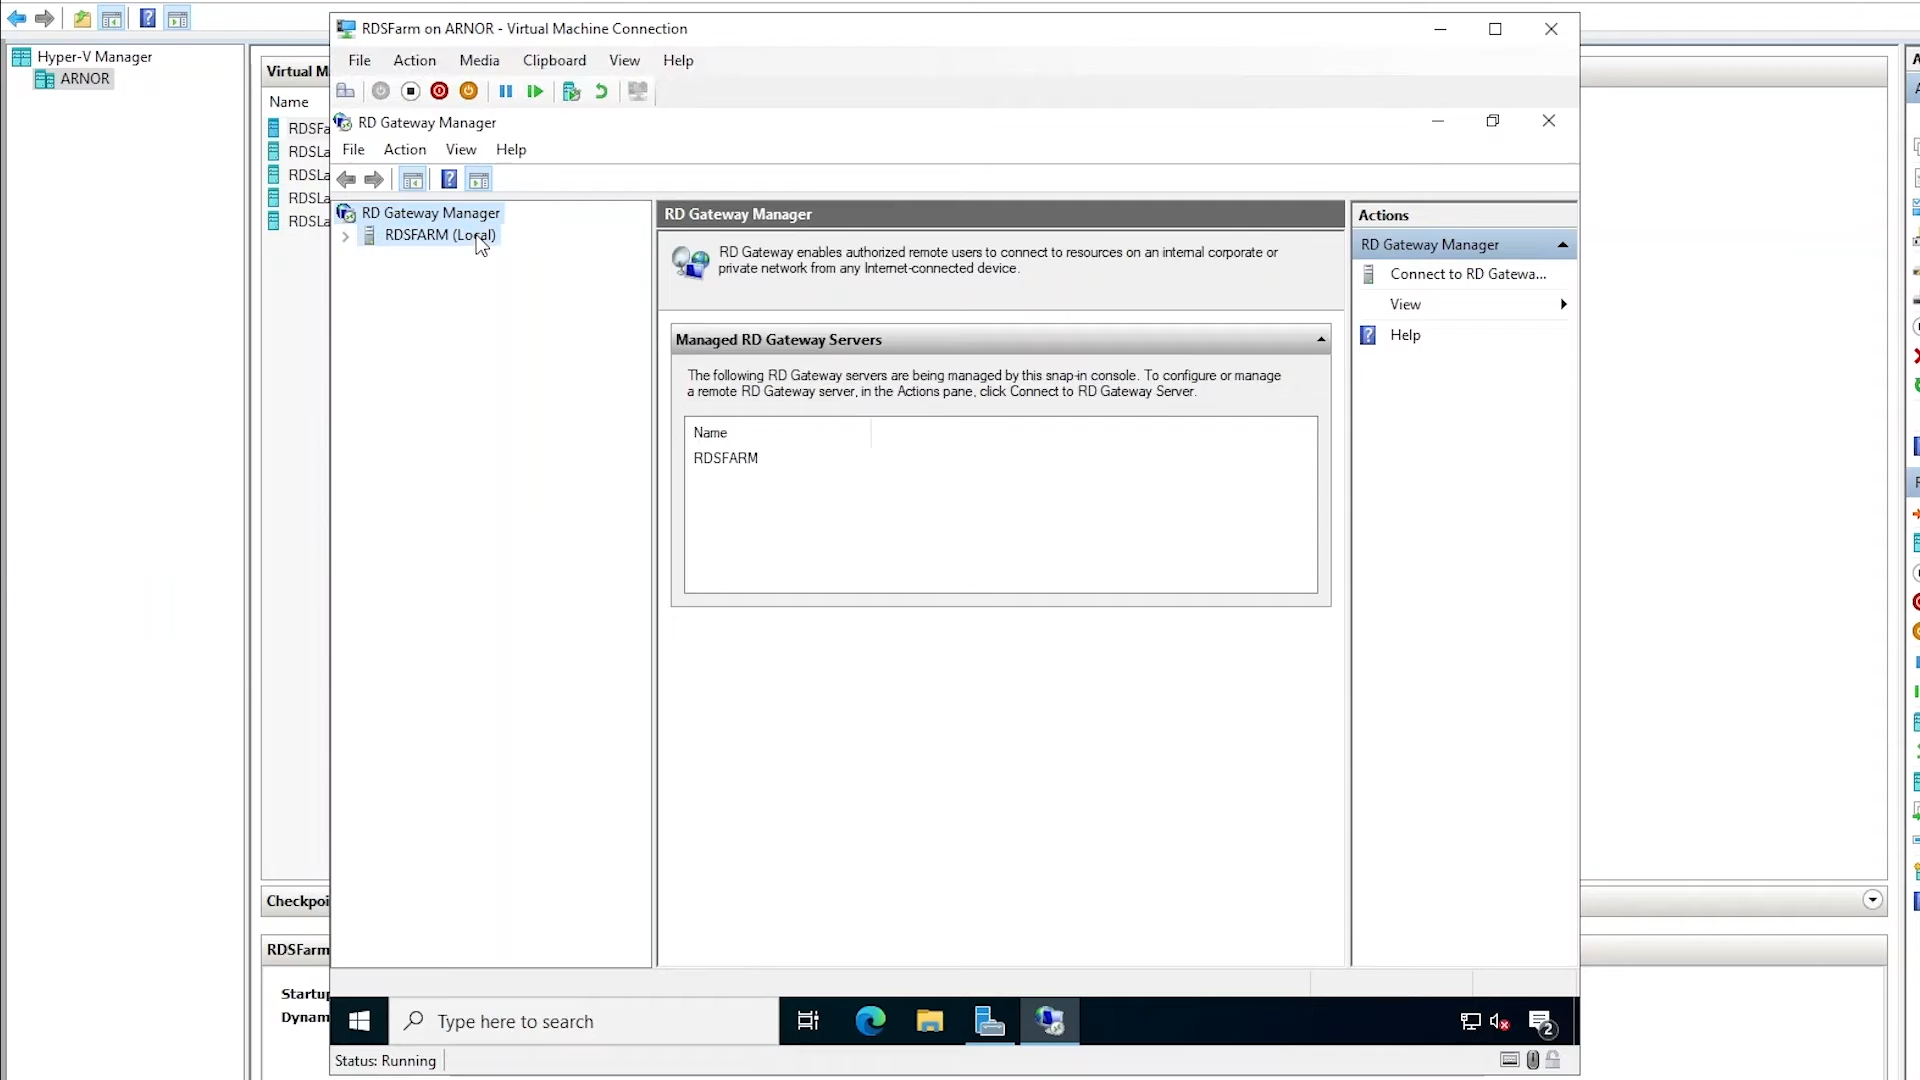 RDSFarm on ARNOR - Virtual Machine Connection
Hyper-V Manager
ARNOR
Virtual M
Name
RDSFa
RDSLa
RDSLa
RDSLa
RDSLa
File Action Media Clipboard View Help
RD Gateway Manager
File Action View Help
RD Gateway Manager
RDSFARM (Local)
RD Gateway Manager
RD Gateway enables authorized remote users to connect to resources on an internal corporate or
private network from any Internet-connected device.
Managed RD Gateway Servers
The following RD Gateway servers are being managed by this snap-in console. To configure or manage
a remote RD Gateway server, in the Actions pane, click Connect to RD Gateway Server.
Name
RDSFARM
Actions
RD Gateway Manager
Connect to RD Gatewa...
View
Help
Checkpoi
RDSFarm
Startup
Dynam
Type here to search
2
Status: Running